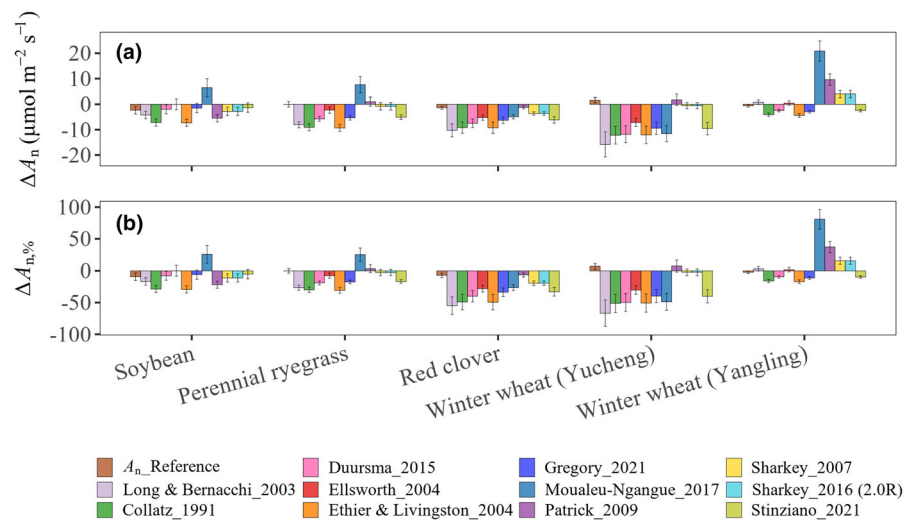 (a)
ΔAn (µmol m−2 s−1)
20
10
0
−10
−20
(b)
ΔAn,%
100
50
0
-50
-100
Soybean
Perennial ryegrass
Red clover
Winter wheat (Yucheng)
Winter wheat (Yangling)
An_Reference
Long & Bernacchi_2003
Collatz_1991
Duursma_2015
Ellsworth_2004
Ethier & Livingston_2004
Gregory_2021
Moualeu-Ngangue_2017
Patrick_2009
Sharkey_2007
Sharkey_2016 (2.0R)
Stinziano_2021